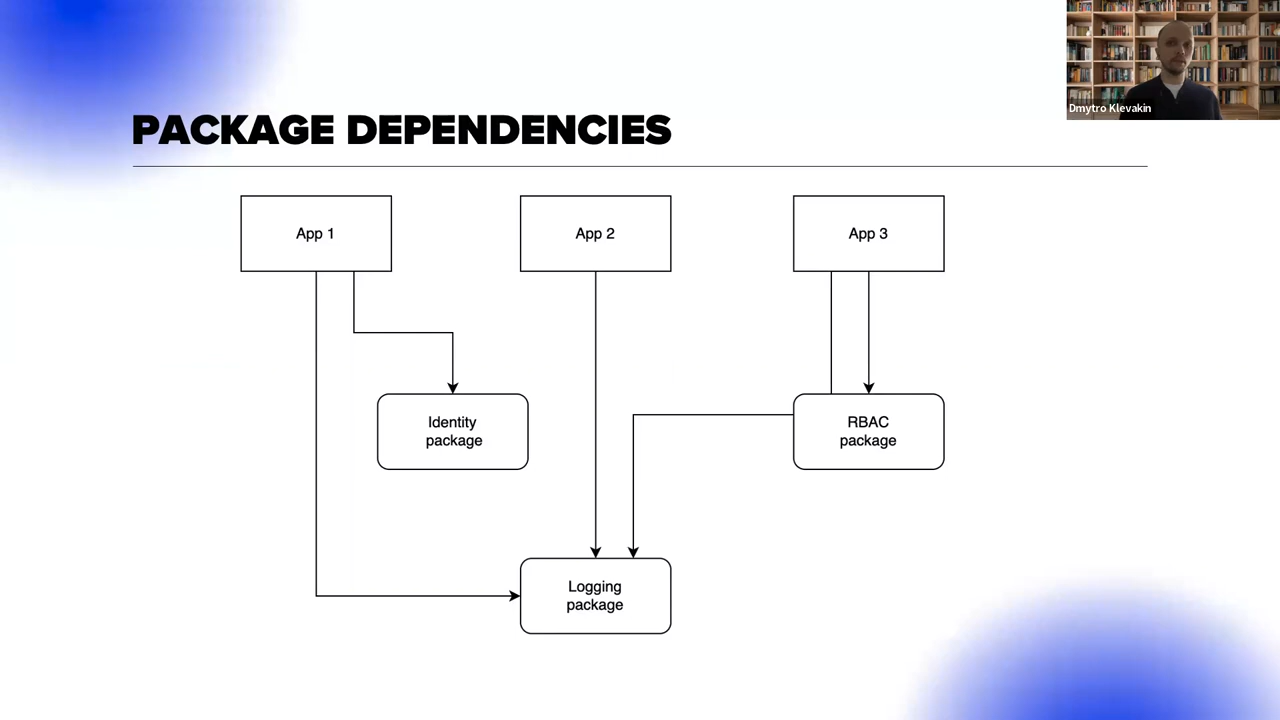 Dmytro Klevakin
PACKAGE DEPENDENCIES
App 1
App 2
App 3
Identity
package
RBAC
package
Logging
package